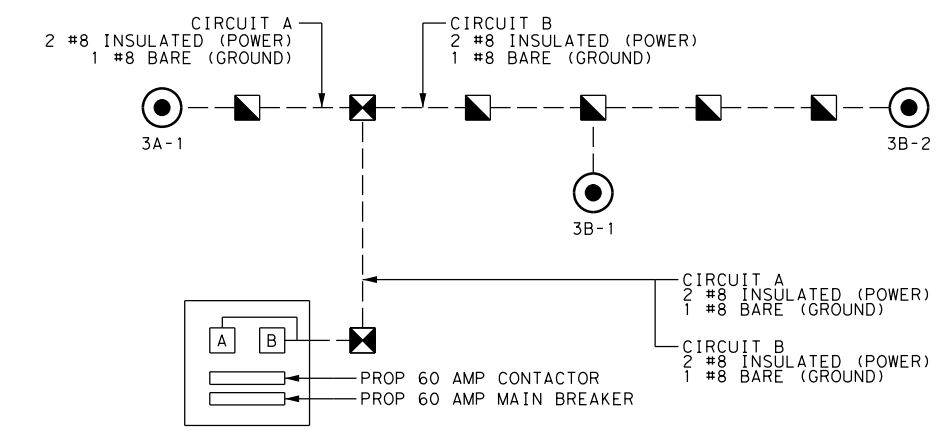 CIRCUIT A
2 #8 INSULATED (POWER)
1 #8 BARE (GROUND)
CIRCUIT B
2 #8 INSULATED (POWER)
1 #8 BARE (GROUND)
3A-1
3B-2
3B-1
CIRCUIT A
2 #8 INSULATED (POWER)
1 #8 BARE (GROUND)
A
B
CIRCUIT B
2 #8 INSULATED (POWER)
1 #8 BARE (GROUND)
PROP 60 AMP CONTACTOR
PROP 60 AMP MAIN BREAKER